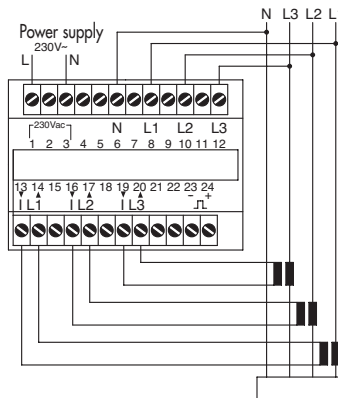 N L3 L2 L
Power supply
230V~
L N
N L1 L2 L3
230Vac
1 2 3 4 5 6 7 8 9 10 11 12
13 14 15 16 17 18 19 20 21 22 23 24
I L1 I L2 I L3 - +